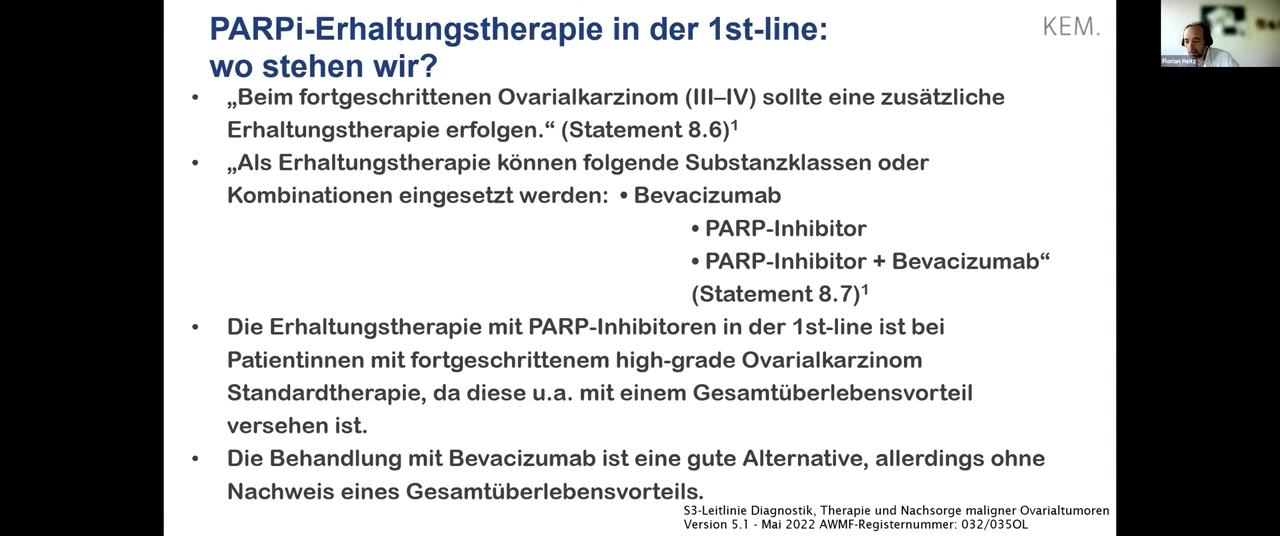 PARPi-Erhaltungstherapie in der 1st-line:
wo stehen wir?
KEM.
Florian Heitz
• „Beim fortgeschrittenen Ovarialkarzinom (III–IV) sollte eine zusätzliche
Erhaltungstherapie erfolgen.“ (Statement 8.6)¹
• „Als Erhaltungstherapie können folgende Substanzklassen oder
Kombinationen eingesetzt werden: • Bevacizumab
• PARP-Inhibitor
• PARP-Inhibitor + Bevacizumab“
(Statement 8.7)¹
• Die Erhaltungstherapie mit PARP-Inhibitoren in der 1st-line ist bei
Patientinnen mit fortgeschrittenem high-grade Ovarialkarzinom
Standardtherapie, da diese u.a. mit einem Gesamtüberlebensvorteil
versehen ist.
• Die Behandlung mit Bevacizumab ist eine gute Alternative, allerdings ohne
Nachweis eines Gesamtüberlebensvorteils.
S3-Leitlinie Diagnostik, Therapie und Nachsorge maligner Ovarialtumoren
Version 5.1 - Mai 2022 AWMF-Registernummer: 032/035OL